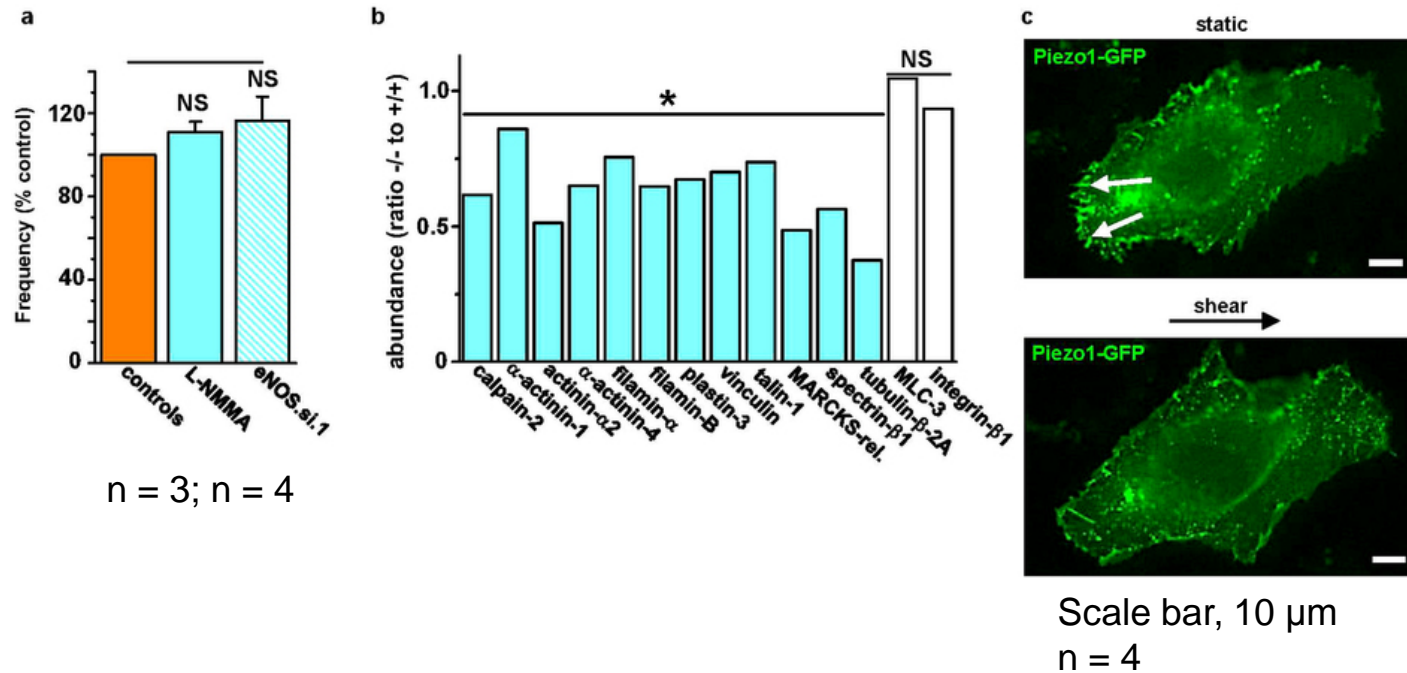 a
Frequency (% control)
120
80
40
0
NS
NS
controls
L-NMMA
eNOS.si.1
n = 3; n = 4
b
abundance (ratio -/- to +/+)
1.0
0.5
0
*
NS
calpain-2
α-actinin-1
actinin-α2
α-actinin-4
filamin-α
filamin-B
plastin-3
vinculin
talin-1
MARCKS-rel.
spectrin-β1
tubulin-β-2A
MLC-3
integrin-β1
c
static
Piezo1-GFP
shear
Piezo1-GFP
Scale bar, 10 μm
n = 4